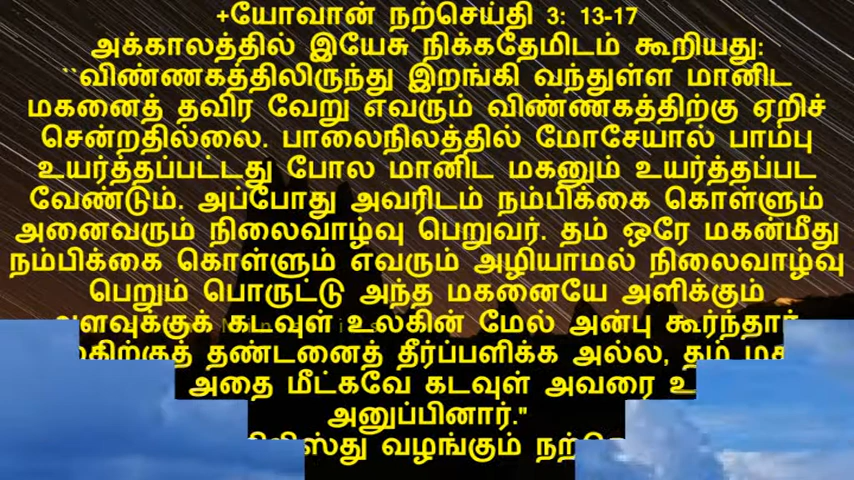 +யோவான் நற்செய்தி 3: 13-17
அக்காலத்தில் இயேசு நிக்கதேமிடம் கூறியது:
``விண்ணகத்திலிருந்து இறங்கி வந்துள்ள மானிட
மகனைத் தவிர வேறு எவரும் விண்ணகத்திற்கு ஏறிச்
சென்றதில்லை. பாலைநிலத்தில் மோசேயால் பாம்பு
உயர்த்தப்பட்டது போல மானிட மகனும் உயர்த்தப்பட
வேண்டும். அப்போது அவரிடம் நம்பிக்கை கொள்ளும்
அனைவரும் நிலைவாழ்வு பெறுவர். தம் ஒரே மகன்மீது
நம்பிக்கை கொள்ளும் எவரும் அழியாமல் நிலைவாழ்வு
பெறும் பொருட்டு அந்த மகனையே அளிக்கும்
கடவுள் உலகின் மேல் அன்பு கூர்ந்தார்
தண்டனைத் தீர்ப்பளிக்க அல்ல, தம்
அதை மீட்கவே கடவுள் அவரை
அனுப்பினார்."
வழங்கும்